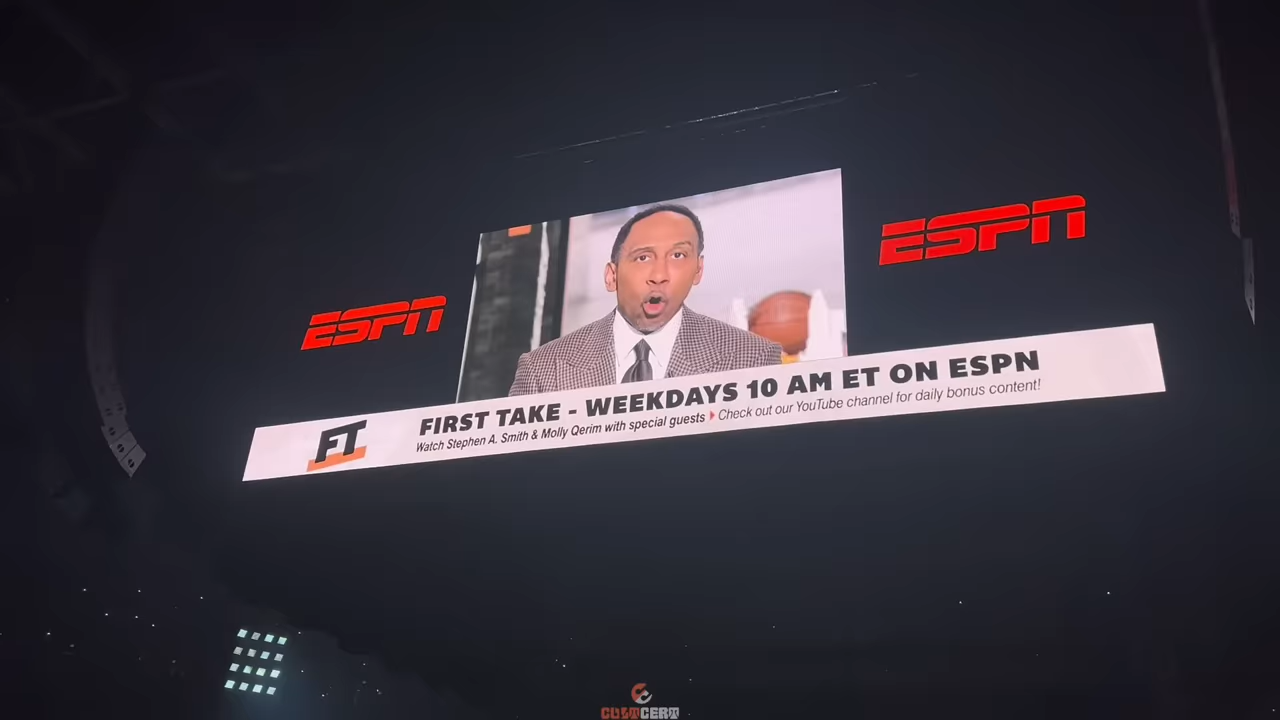 ESPN
ESPN
FT
FIRST TAKE - WEEKDAYS 10 AM ET ON ESPN
Watch Stephen A. Smith & Molly Qerim with special guests Check out our YouTube channel for daily bonus content!
CULTCERT